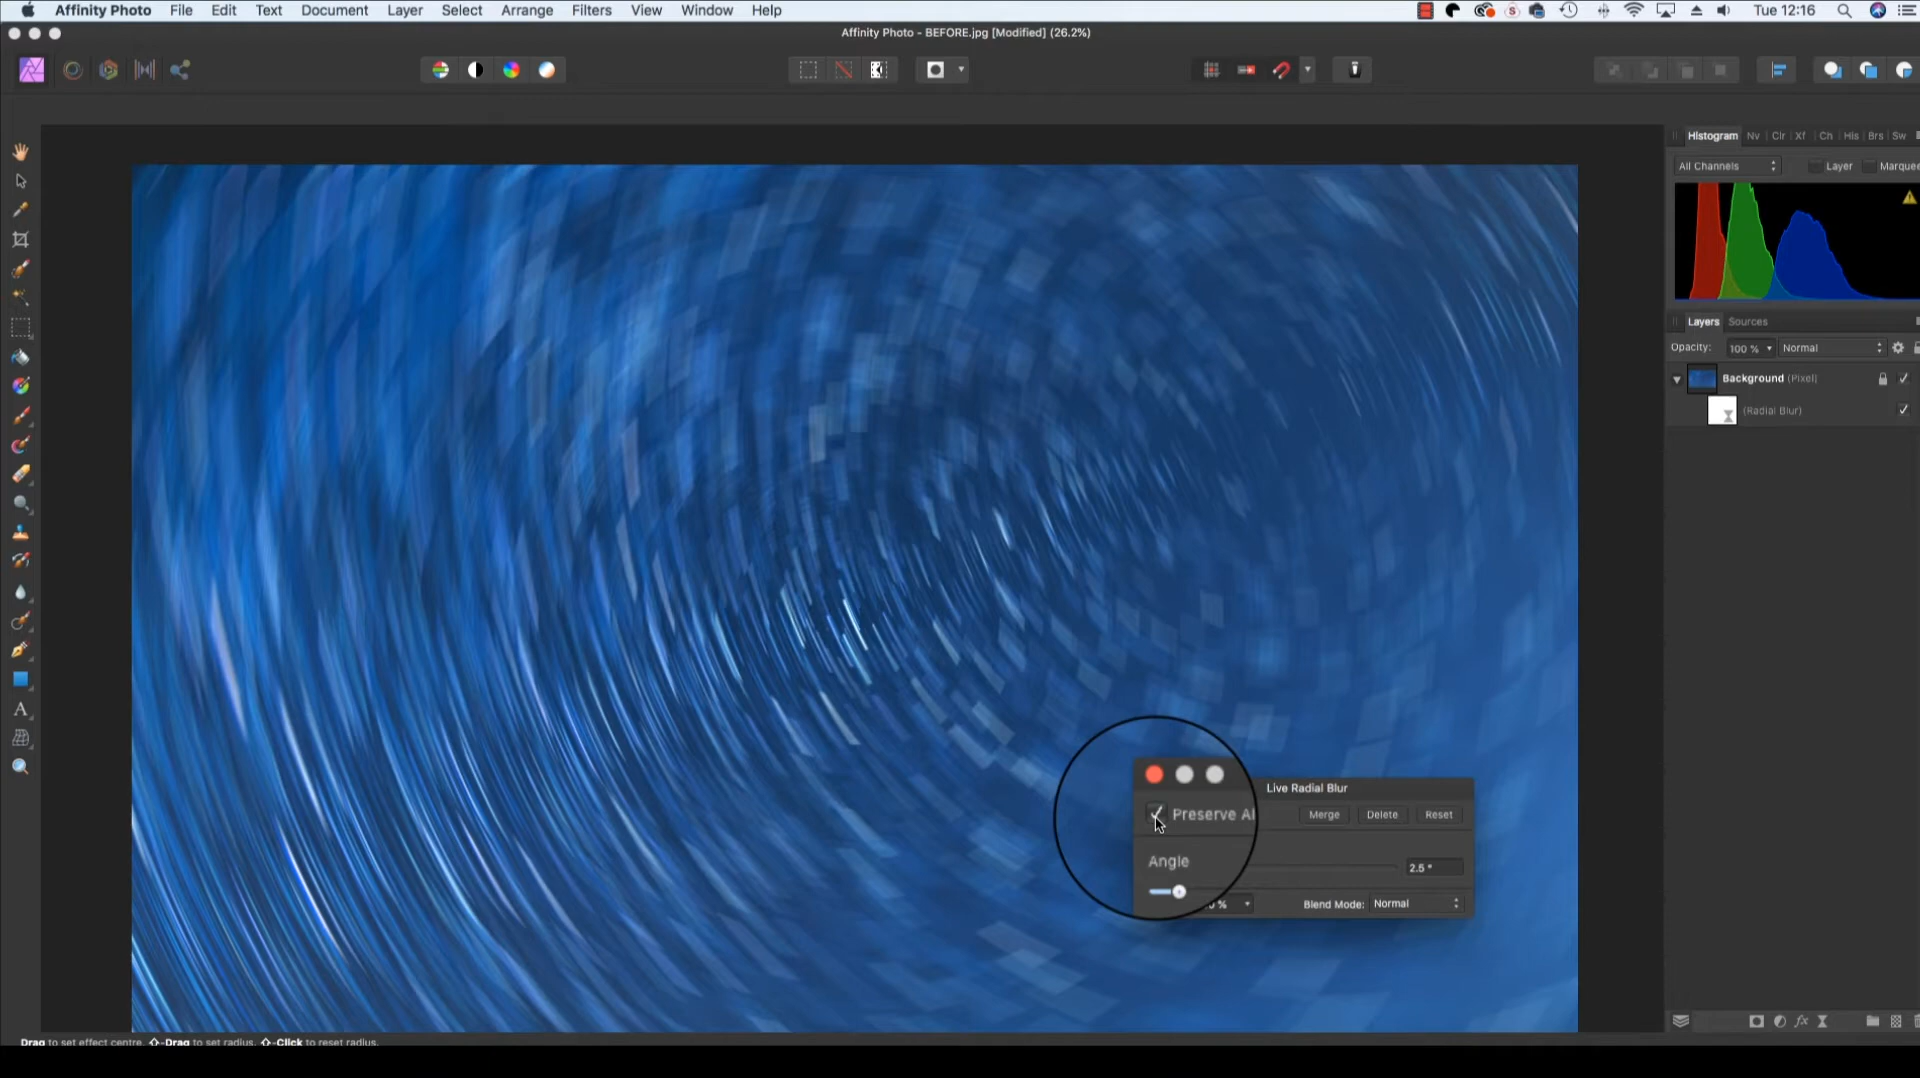 Affinity Photo File Edit Text Document Layer Select Arrange Filters View Window Help Tue 12:16
Affinity Photo - BEFORE.jpg [Modified] (26.2%)
Histogram Nv Clr Xf Ch His Brs Sw
All Channels Layer Marquee
Layers Sources
Opacity: 100 % Normal
Background (Pixel)
(Radial Blur)
Live Radial Blur
Preserve Al Merge Delete Reset
Angle
2.5 °
% Blend Mode: Normal
A
fx
Drag to set effect centre. ⇧-Drag to set radius. ⇧-Click to reset radius.